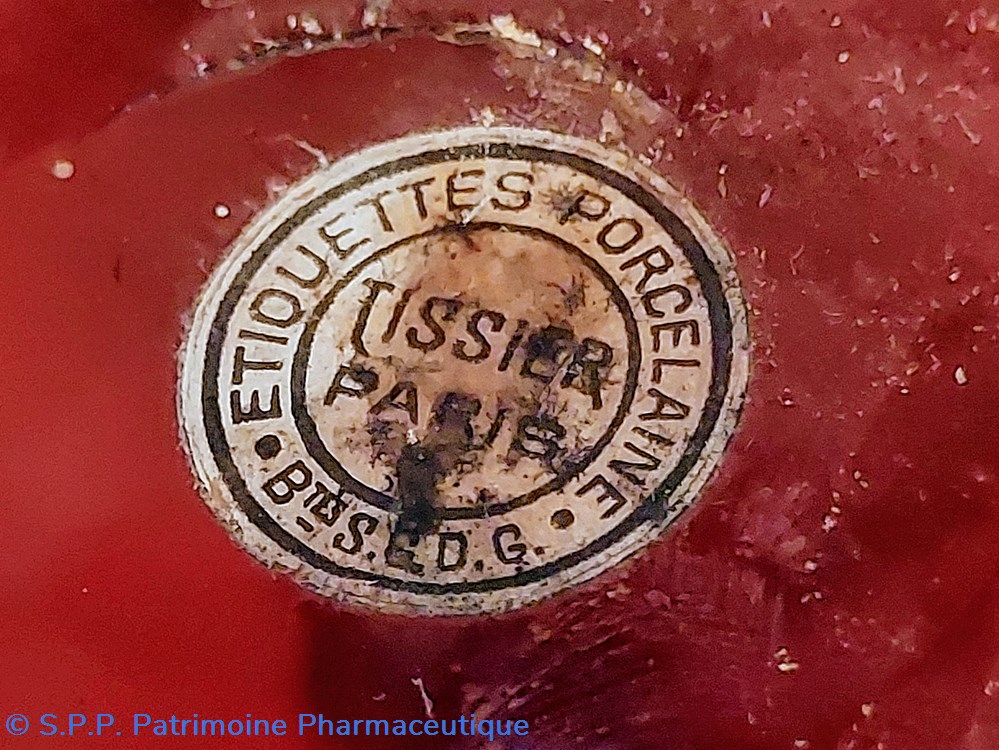 ETIQUETTES PORCELAINE
TISSIER
PARIS
• BTÉS S.G.D.G. •
© S.P.P. Patrimoine Pharmaceutique